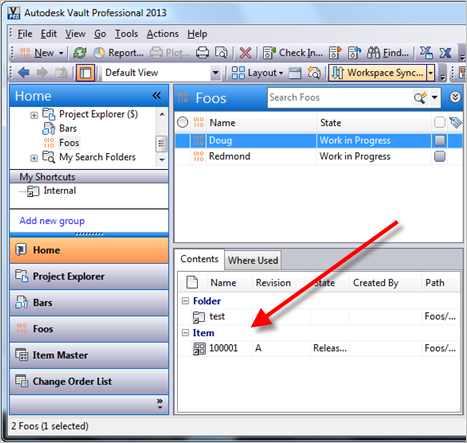 Autodesk Vault Professional 2013
File Edit View Go Tools Actions Help
New Report... Plot... Check In... Find...
Default View Layout Workspace Sync...
Home
Project Explorer ($)
Bars
Foos
My Search Folders
My Shortcuts
Internal
Add new group
Home
Project Explorer
Bars
Foos
Item Master
Change Order List
Foos Search Foos
Name State
Doug Work in Progress
Redmond Work in Progress
Contents Where Used
Name Revision State Created By Path
Folder
test Foos/...
Item
100001 A Releas... Foos/...
2 Foos (1 selected)